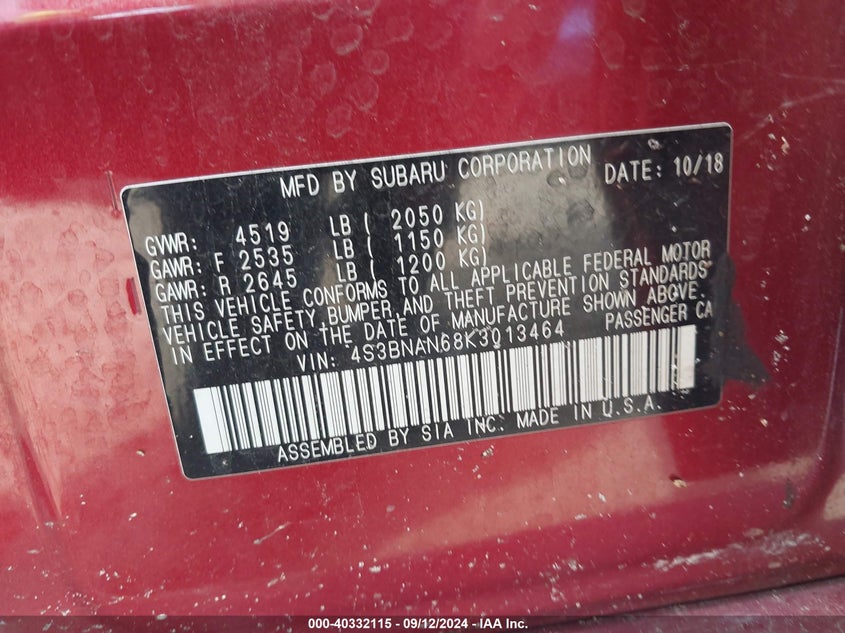 MFD BY SUBARU CORPORATION DATE: 10/18
GVWR: 4519 LB ( 2050 KG)
GAWR: F 2535 LB ( 1150 KG)
GAWR: R 2645 LB ( 1200 KG)
THIS VEHICLE CONFORMS TO ALL APPLICABLE FEDERAL MOTOR
VEHICLE SAFETY, BUMPER, AND THEFT PREVENTION STANDARDS
IN EFFECT ON THE DATE OF MANUFACTURE SHOWN ABOVE.
VIN: 4S3BNAN68K3013464 PASSENGER CA
ASSEMBLED BY SIA INC. MADE IN U.S.A.
000-40332115 - 09/12/2024 - IAA Inc.